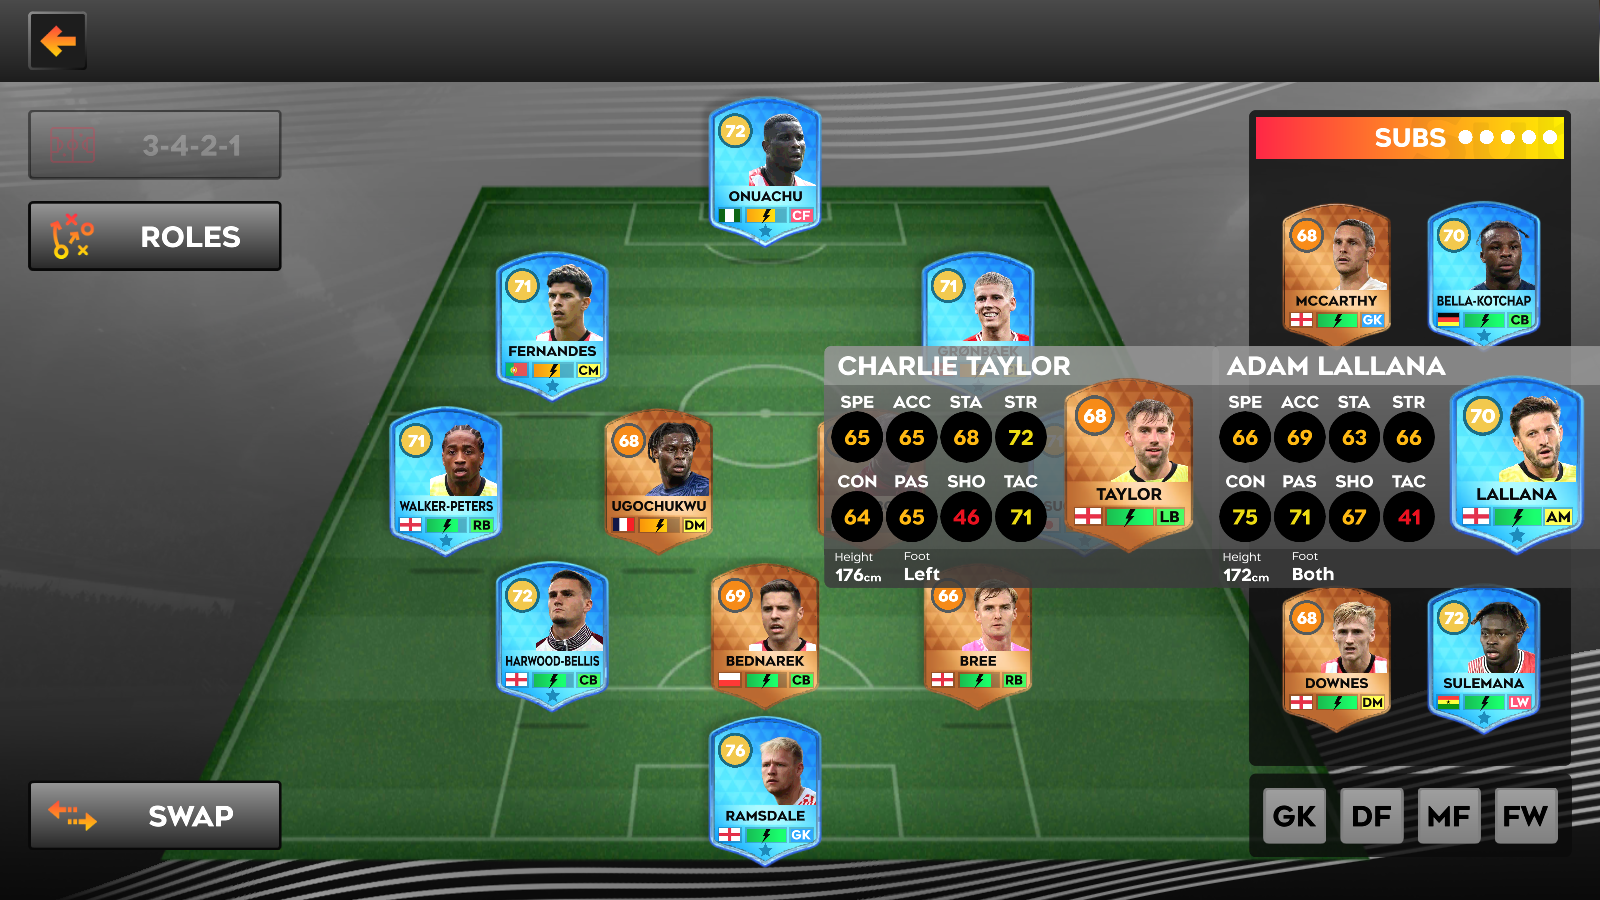 3-4-2-1
ROLES
SWAP
72
ONUACHU
CF
71
FERNANDES
CM
71
GRONBAEK
71
WALKER-PETERS
RB
68
UGOCHUKWU
DM
72
HARWOOD-BELLIS
CB
69
BEDNAREK
CB
66
BREE
RB
76
RAMSDALE
GK
CHARLIE TAYLOR
SPE ACC STA STR
65 65 68 72
CON PAS SHO TAC
64 65 46 71
Height Foot
176cm Left
68
TAYLOR
LB
ADAM LALLANA
SPE ACC STA STR
66 69 63 66
CON PAS SHO TAC
75 71 67 41
Height Foot
172cm Both
70
LALLANA
AM
SUBS
68
MCCARTHY
GK
70
BELLA-KOTCHAP
CB
68
DOWNES
DM
72
SULEMANA
LW
GK DF MF FW